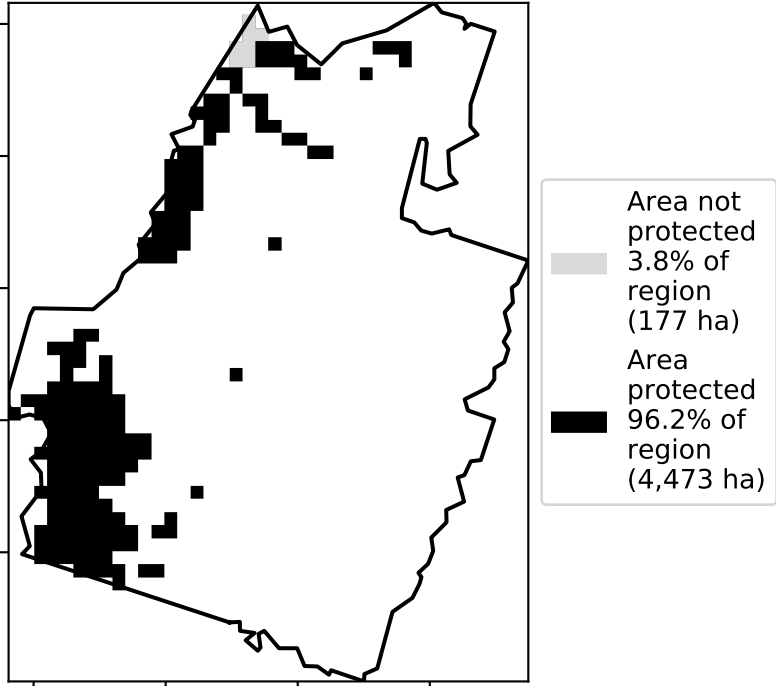 Area not
protected
3.8% of
region
(177 ha)
Area
protected
96.2% of
region
(4,473 ha)